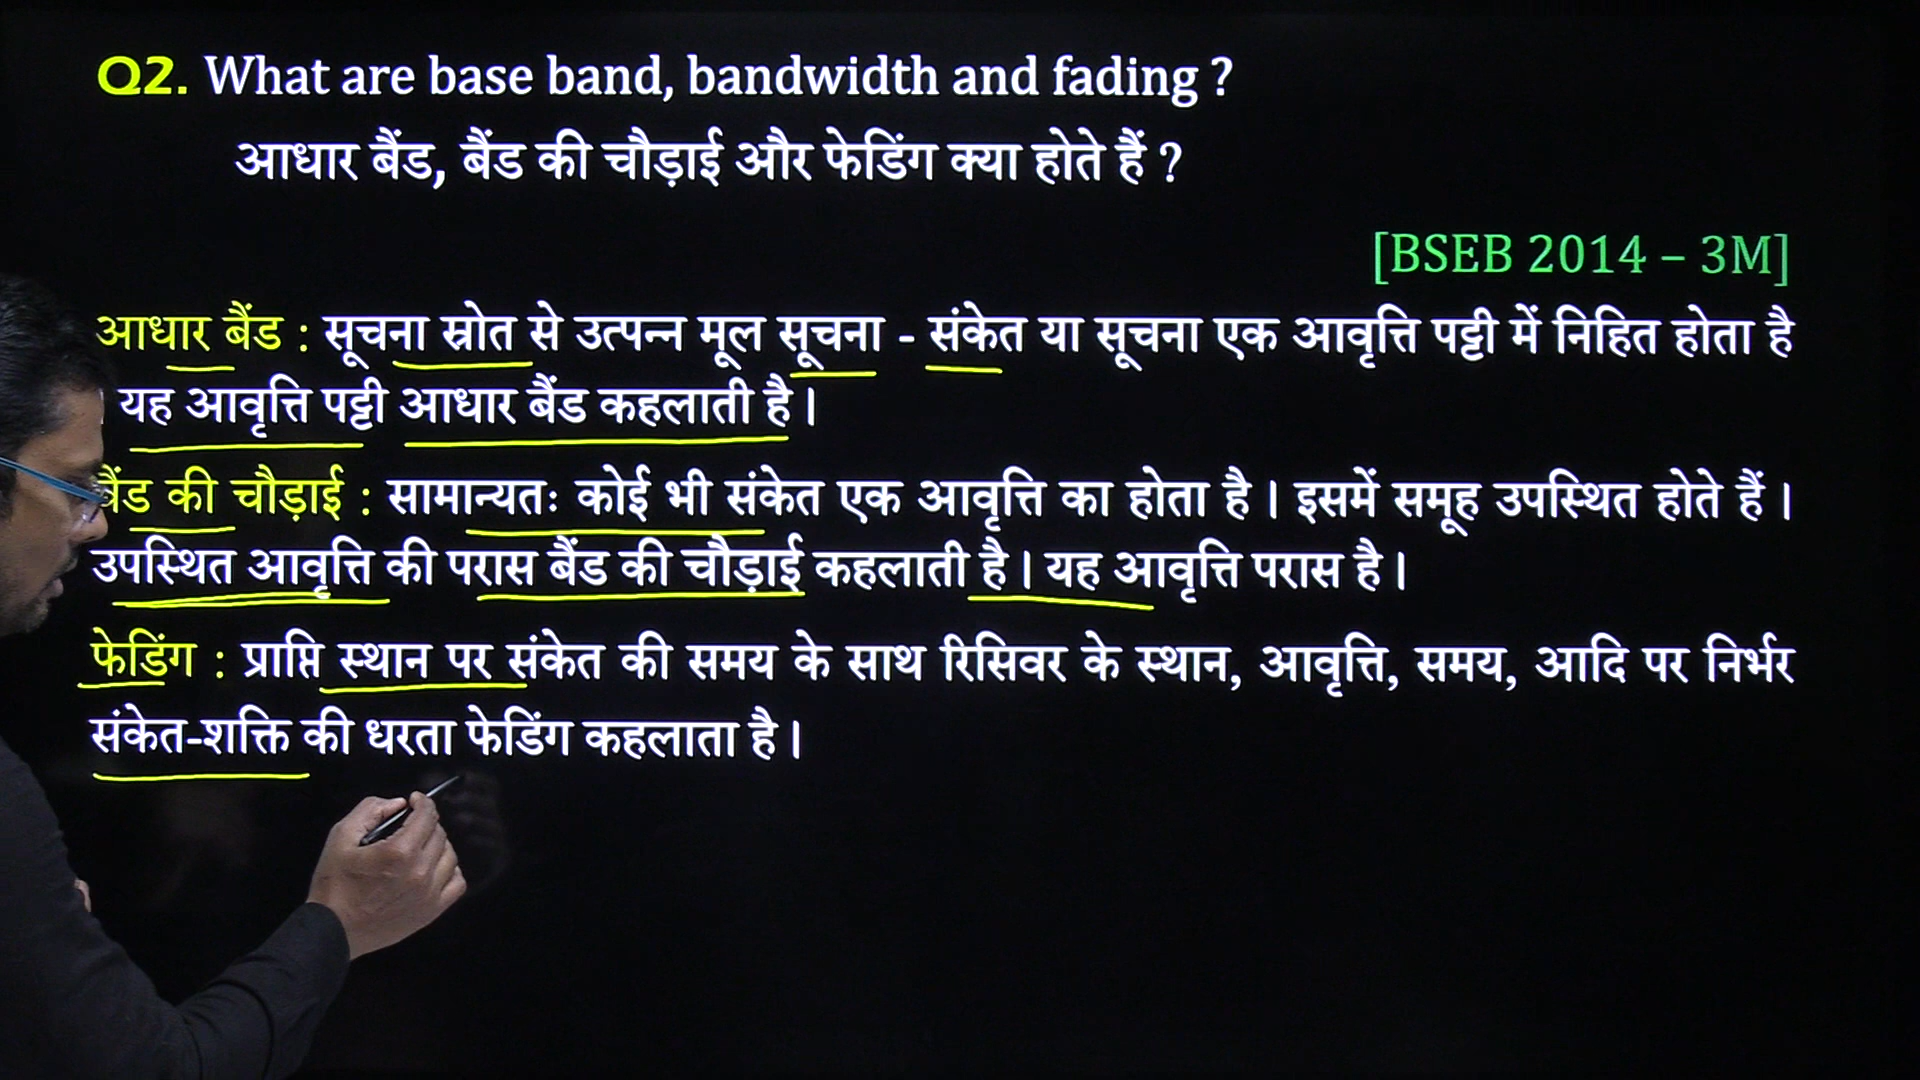 Q2. What are base band, bandwidth and fading ?
आधार बैंड, बैंड की चौड़ाई और फेडिंग क्या होते हैं ?
[BSEB 2014 – 3M]
आधार बैंड : सूचना स्रोत से उत्पन्न मूल सूचना - संकेत या सूचना एक आवृत्ति पट्टी में निहित होता है
यह आवृत्ति पट्टी आधार बैंड कहलाती है।
बैंड की चौड़ाई : सामान्यतः कोई भी संकेत एक आवृत्ति का होता है। इसमें समूह उपस्थित होते हैं।
उपस्थित आवृत्ति की परास बैंड की चौड़ाई कहलाती है। यह आवृत्ति परास है।
फेडिंग : प्राप्ति स्थान पर संकेत की समय के साथ रिसिवर के स्थान, आवृत्ति, समय, आदि पर निर्भर
संकेत-शक्ति की धरता फेडिंग कहलाता है।